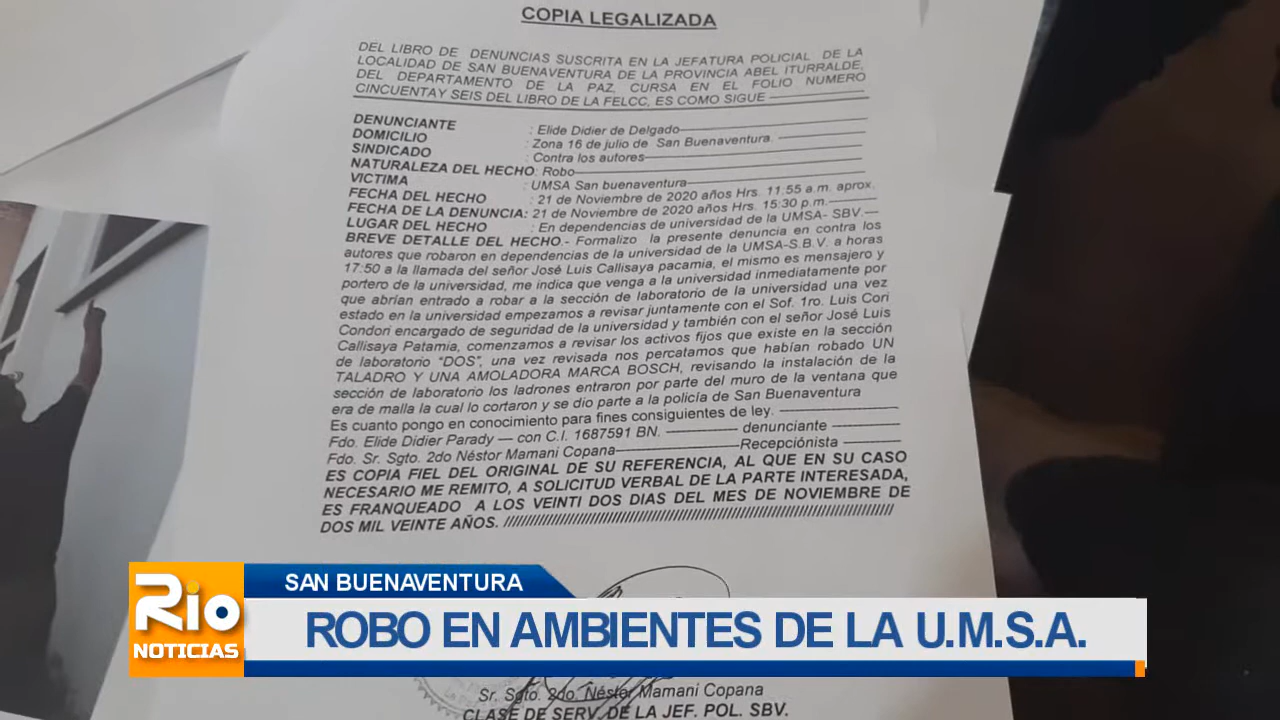 COPIA LEGALIZADA
DEL LIBRO DE DENUNCIAS SUSCRITA EN LA JEFATURA POLICIAL DE LA
LOCALIDAD DE SAN BUENAVENTURA DE LA PROVINCIA ABEL ITURRALDE,
DEL DEPARTAMENTO DE LA PAZ, CURSA EN EL FOLIO NUMERO
CINCUENTAY SEIS DEL LIBRO DE LA FELCC, ES COMO SIGUE
DENUNCIANTE : Elide Didier de Delgado
DOMICILIO : Zona 16 de julio de San Buenaventura.
SINDICADO : Contra los autores
NATURALEZA DEL HECHO: Robo
VICTIMA : UMSA San buenaventura
FECHA DEL HECHO : 21 de Noviembre de 2020 años Hrs. 11:55 a.m. aprox.
FECHA DE LA DENUNCIA: 21 de Noviembre de 2020 años Hrs. 15:30 p.m.
LUGAR DEL HECHO : En dependencias de universidad de la UMSA- SBV.—
BREVE DETALLE DEL HECHO.- Formalizo la presente denuncia en contra los
autores que robaron en dependencias de la universidad de la UMSA-S.B.V. a horas
17:50 a la llamada del señor José Luis Callisaya pacamia, el mismo es mensajero y
portero de la universidad, me indica que venga a la universidad inmediatamente por
que abrían entrado a robar a la sección de laboratorio de la universidad una vez
estado en la universidad empezamos a revisar juntamente con el Sof. 1ro. Luis Cori
Condori encargado de seguridad de la universidad y también con el señor José Luis
Callisaya Patamia, comenzamos a revisar los activos fijos que existe en la sección
de laboratorio “DOS”, una vez revisada nos percatamos que habían robado UN
TALADRO Y UNA AMOLADORA MARCA BOSCH, revisando la instalación de la
sección de laboratorio los ladrones entraron por parte del muro de la ventana que
era de malla la cual lo cortaron y se dio parte a la policía de San Buenaventura
Es cuanto pongo en conocimiento para fines consiguientes de ley.
Fdo. Elide Didier Parady — con C.I. 1687591 BN. — denunciante
Fdo. Sr. Sgto. 2do Néstor Mamani Copana — Recepciónista
ES COPIA FIEL DEL ORIGINAL DE SU REFERENCIA, AL QUE EN SU CASO
NECESARIO ME REMITO, A SOLICITUD VERBAL DE LA PARTE INTERESADA,
ES FRANQUEADO A LOS VEINTI DOS DIAS DEL MES DE NOVIEMBRE DE
DOS MIL VEINTE AÑOS.
Rio
NOTICIAS
SAN BUENAVENTURA
ROBO EN AMBIENTES DE LA U.M.S.A.
Sr. Sgto. 2do. Néstor Mamani Copana
CLASE DE SERV. DE LA JEF. POL. SBV.